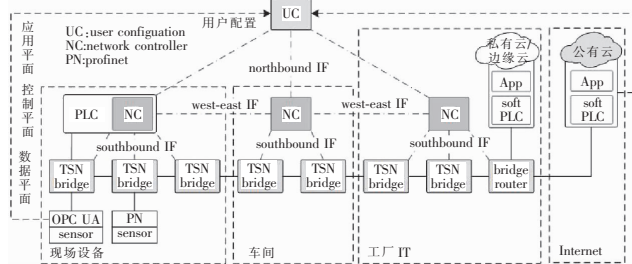 UC
用户配置
应用平面
控制平面
数据平面
UC:user configuation
NC:network controller
PN:profinet
northbound IF
私有云/
边缘云
App
soft
PLC
公有云
App
soft
PLC
PLC
NC
west-east IF
NC
west-east IF
NC
southbound IF
southbound IF
southbound IF
TSN
bridge
TSN
bridge
TSN
bridge
TSN
bridge
TSN
bridge
TSN
bridge
TSN
bridge
bridge
router
OPC UA
sensor
PN
sensor
现场设备
车间
工厂 IT
Internet